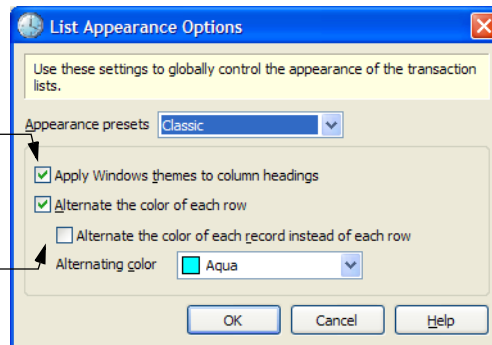 List Appearance Options
Use these settings to globally control the appearance of the transaction
lists.
Appearance presets Classic
Apply Windows themes to column headings
Alternate the color of each row
Alternate the color of each record instead of each row
Alternating color Aqua
OK Cancel Help